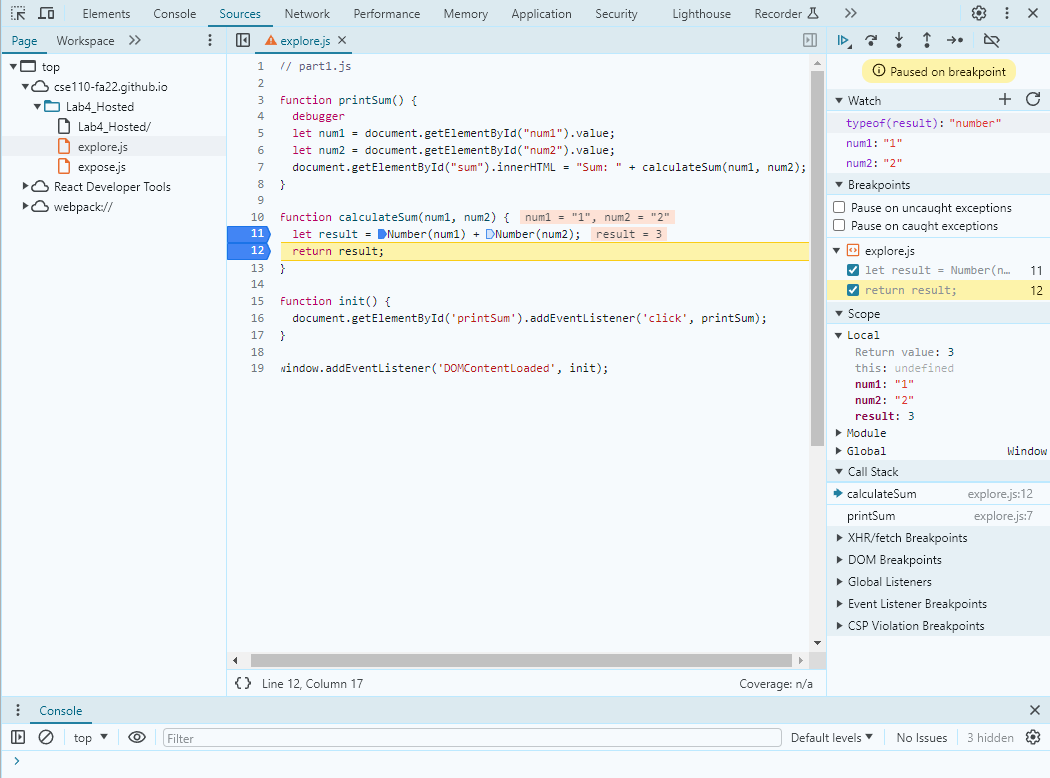 Elements Console Sources Network Performance Memory Application Security Lighthouse Recorder
Page Workspace
top
cse110-fa22.github.io
Lab4_Hosted
Lab4_Hosted/
explore.js
expose.js
React Developer Tools
webpack://
explore.js
1 // part1.js
2
3 function printSum() {
4 debugger
5 let num1 = document.getElementById("num1").value;
6 let num2 = document.getElementById("num2").value;
7 document.getElementById("sum").innerHTML = "Sum: " + calculateSum(num1, num2);
8 }
9
10 function calculateSum(num1, num2) { num1 = "1", num2 = "2"
11 let result = Number(num1) + Number(num2); result = 3
12 return result;
13 }
14
15 function init() {
16 document.getElementById('printSum').addEventListener('click', printSum);
17 }
18
19 window.addEventListener('DOMContentLoaded', init);
Line 12, Column 17 Coverage: n/a
Paused on breakpoint
Watch
typeof(result): "number"
num1: "1"
num2: "2"
Breakpoints
Pause on uncaught exceptions
Pause on caught exceptions
explore.js
let result = Number(n… 11
return result; 12
Scope
Local
Return value: 3
this: undefined
num1: "1"
num2: "2"
result: 3
Module
Global Window
Call Stack
calculateSum explore.js:12
printSum explore.js:7
XHR/fetch Breakpoints
DOM Breakpoints
Global Listeners
Event Listener Breakpoints
CSP Violation Breakpoints
Console
top Filter Default levels No Issues 3 hidden